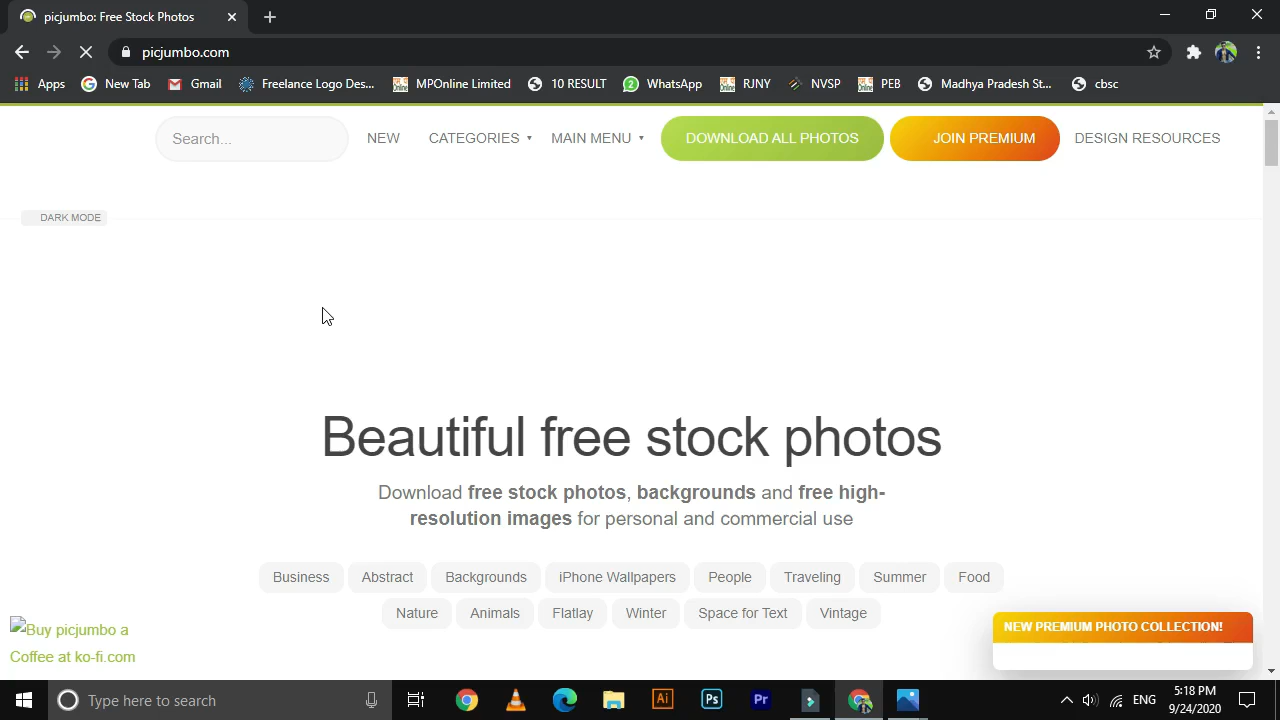 picjumbo: Free Stock Photos
picjumbo.com
Apps New Tab Gmail Freelance Logo Des... MPOnline Limited 10 RESULT WhatsApp RJNY NVSP PEB Madhya Pradesh St... cbsc
Search... NEW CATEGORIES MAIN MENU DOWNLOAD ALL PHOTOS JOIN PREMIUM DESIGN RESOURCES
DARK MODE
Beautiful free stock photos
Download free stock photos, backgrounds and free high-
resolution images for personal and commercial use
Business Abstract Backgrounds iPhone Wallpapers People Traveling Summer Food
Nature Animals Flatlay Winter Space for Text Vintage
Buy picjumbo a
Coffee at ko-fi.com
NEW PREMIUM PHOTO COLLECTION!
Type here to search
Ai Ps Pr
ENG
5:18 PM
9/24/2020